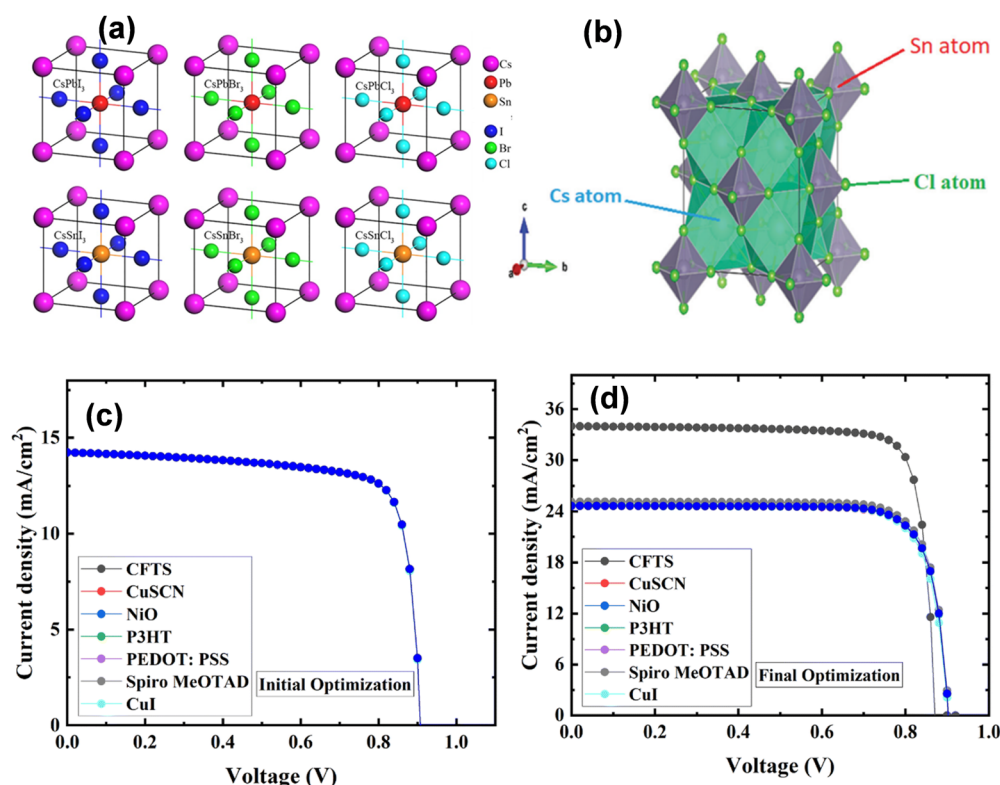 (a)
CsPbI3
CsPbBr3
CsPbCl3
Cs
Pb
Sn
s
I
Br
Cl
CsSnI3
CsSnBr3
CsSnCl3
(b)
Sn atom
Cl atom
Cs atom
c
a
b
(c)
Current density (mA/cm²)
15
10
5
0
CFTS
CuSCN
NiO
P3HT
PEDOT: PSS
Spiro MeOTAD
CuI
Initial Optimization
0.0 0.2 0.4 0.6 0.8 1.0
Voltage (V)
(d)
Current density (mA/cm²)
36
30
24
18
12
6
0
CFTS
CuSCN
NiO
P3HT
PEDOT: PSS
Spiro MeOTAD
CuI
Final Optimization
0.0 0.2 0.4 0.6 0.8 1.0
Voltage (V)